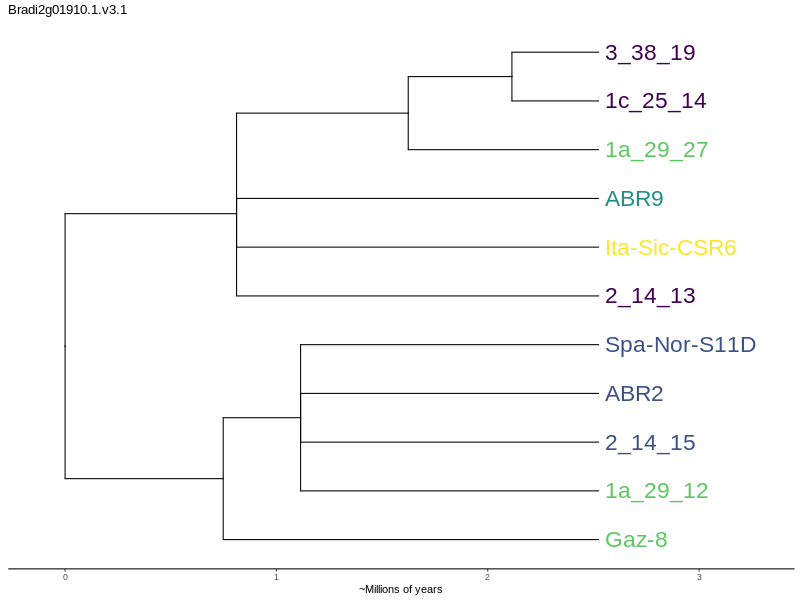 Bradi2g01910.1.v3.1
3_38_19
1c_25_14
1a_29_27
ABR9
Ita-Sic-CSR6
2_14_13
Spa-Nor-S11D
ABR2
2_14_15
1a_29_12
Gaz-8
0 1 2 3
~Millions of years